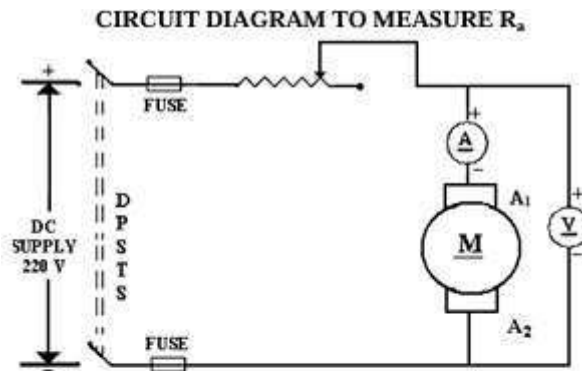 CIRCUIT DIAGRAM TO MEASURE Ra
+
FUSE
+
A
-
A1
+
V
-
M
A2
DC
SUPPLY
220 V
D
P
S
T
S
FUSE
-